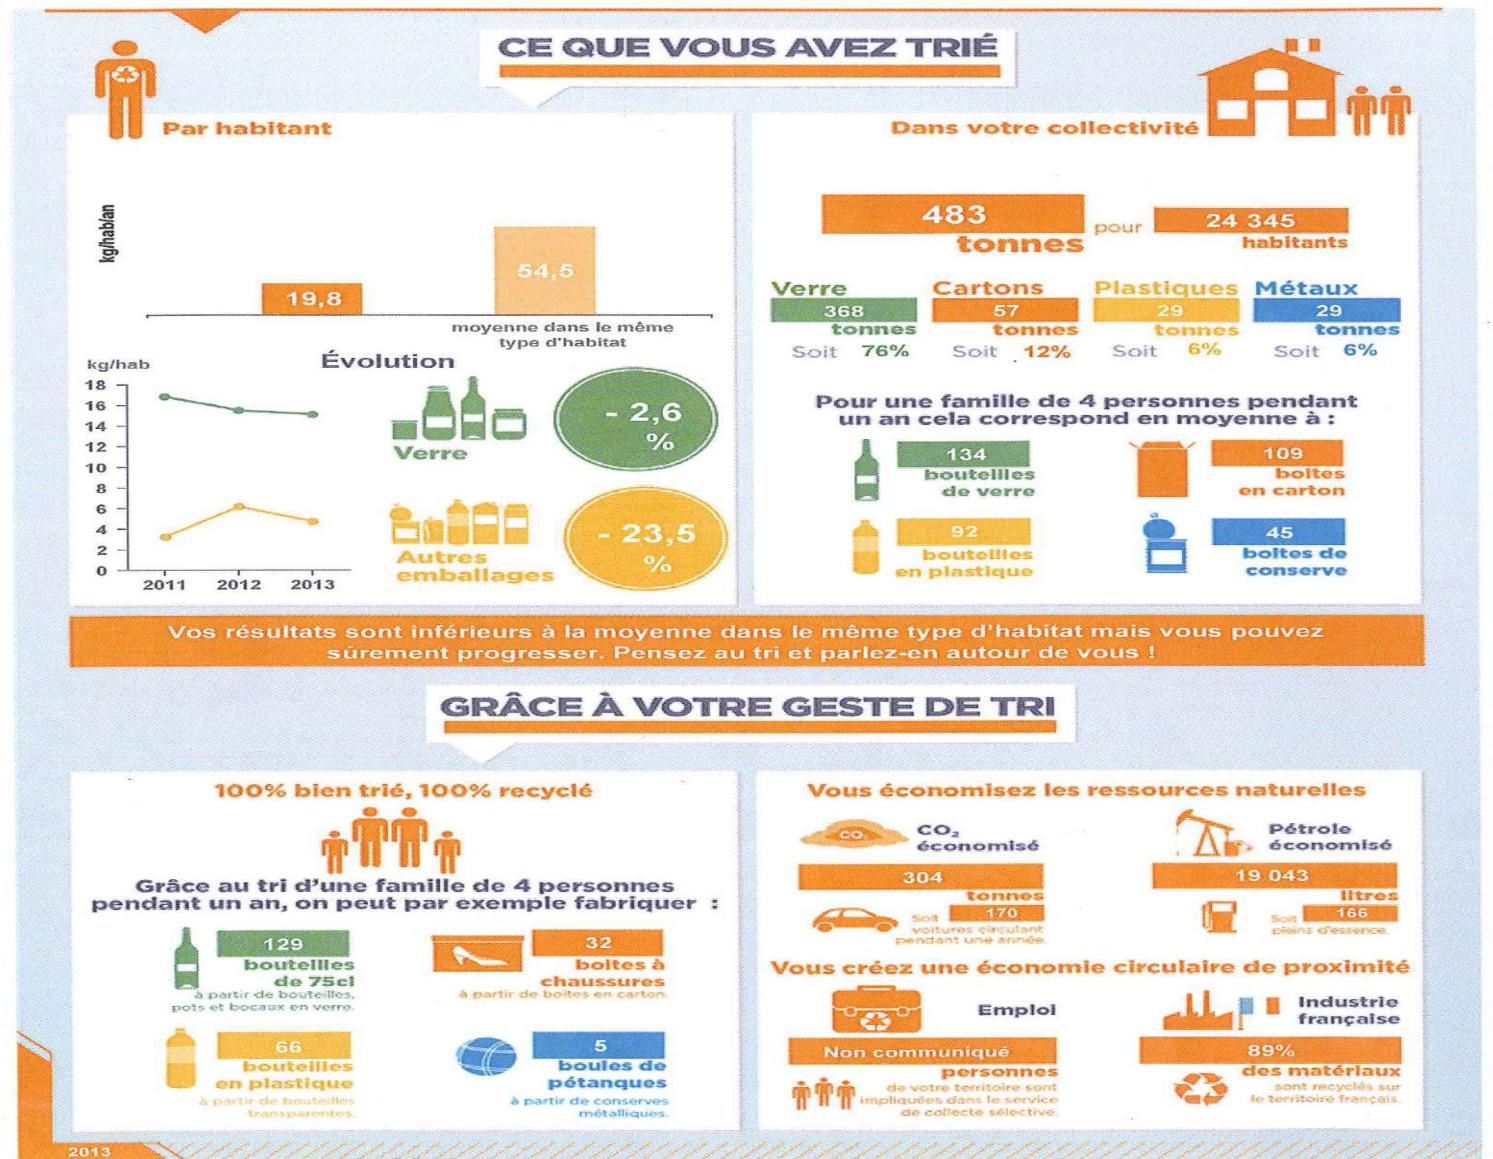 CE QUE VOUS AVEZ TRIÉ
Par habitant
kg/hab/an
19,8
54,5
moyenne dans le même
type d'habitat
Évolution
kg/hab
18
16
14
12
10
8
6
4
2
0
2011 2012 2013
Verre
- 2,6
%
Autres
emballages
- 23,5
%
Dans votre collectivité
483
tonnes
pour
24 345
habitants
Verre
368
tonnes
Soit 76%
Cartons
57
tonnes
Soit 12%
Plastiques
29
tonnes
Soit 6%
Métaux
29
tonnes
Soit 6%
Pour une famille de 4 personnes pendant
un an cela correspond en moyenne à :
134
bouteilles
de verre
109
boites
en carton
92
bouteilles
en plastique
45
boites de
conserve
Vos résultats sont inférieurs à la moyenne dans le même type d'habitat mais vous pouvez
sûrement progresser. Pensez au tri et parlez-en autour de vous !
GRÂCE À VOTRE GESTE DE TRI
100% bien trié, 100% recyclé
Grâce au tri d'une famille de 4 personnes
pendant un an, on peut par exemple fabriquer :
129
bouteilles
de 75cl
à partir de bouteilles,
pots et bocaux en verre.
32
boites à
chaussures
à partir de boites en carton.
66
bouteilles
en plastique
à partir de bouteilles
transparentes.
5
boules de
pétanques
à partir de conserves
métalliques.
Vous économisez les ressources naturelles
CO₂
CO₂
économisé
304
tonnes
Soit 170
voitures circulant
pendant une année.
Pétrole
économisé
19 043
litres
Soit 166
pleins d'essence.
Vous créez une économie circulaire de proximité
Emploi
Non communiqué
personnes
de votre territoire sont
impliquées dans le service
de collecte sélective.
Industrie
française
89%
des matériaux
sont recyclés sur
le territoire français.
2013